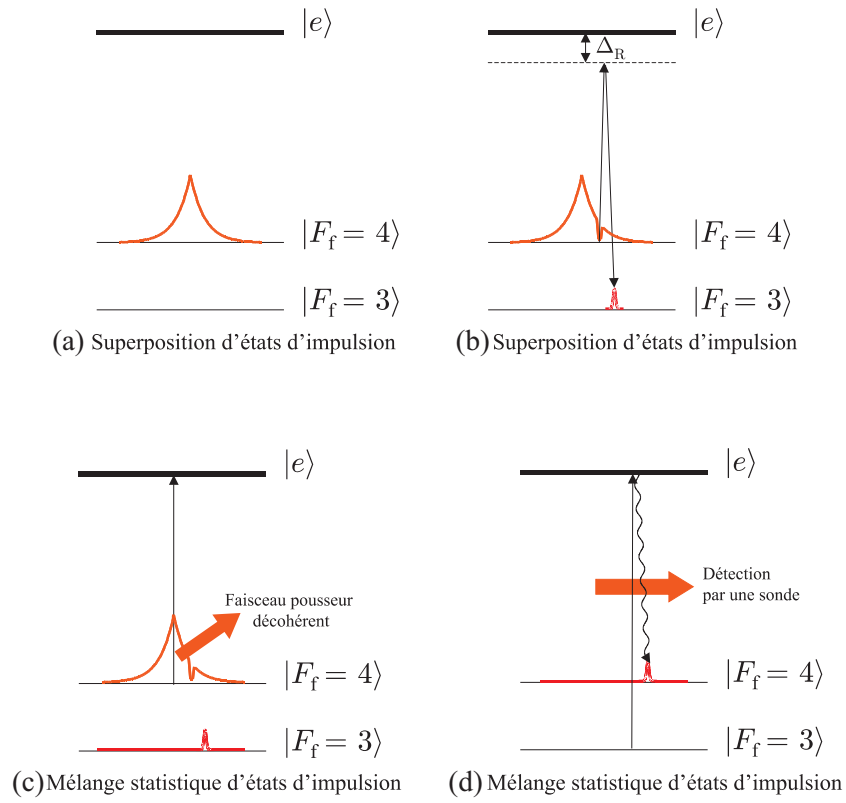 |e⟩
|F_f = 4⟩
|F_f = 3⟩
(a) Superposition d'états d'impulsion
|e⟩
Δ_R
|F_f = 4⟩
|F_f = 3⟩
(b) Superposition d'états d'impulsion
|e⟩
Faisceau pousseur
décohérent
|F_f = 4⟩
|F_f = 3⟩
(c) Mélange statistique d'états d'impulsion
|e⟩
Détection
par une sonde
|F_f = 4⟩
|F_f = 3⟩
(d) Mélange statistique d'états d'impulsion